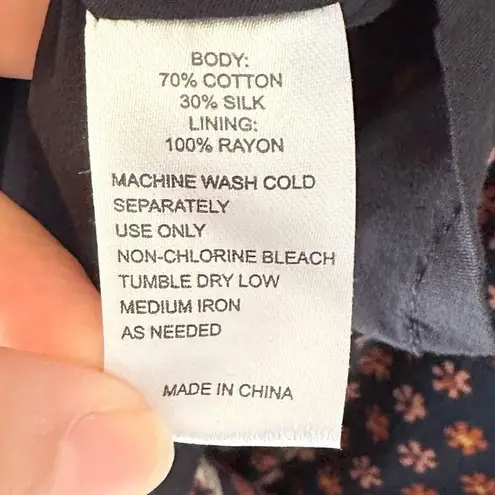 BODY:
70% COTTON
30% SILK
LINING:
100% RAYON
MACHINE WASH COLD
SEPARATELY
USE ONLY
NON-CHLORINE BLEACH
TUMBLE DRY LOW
MEDIUM IRON
AS NEEDED
MADE IN CHINA